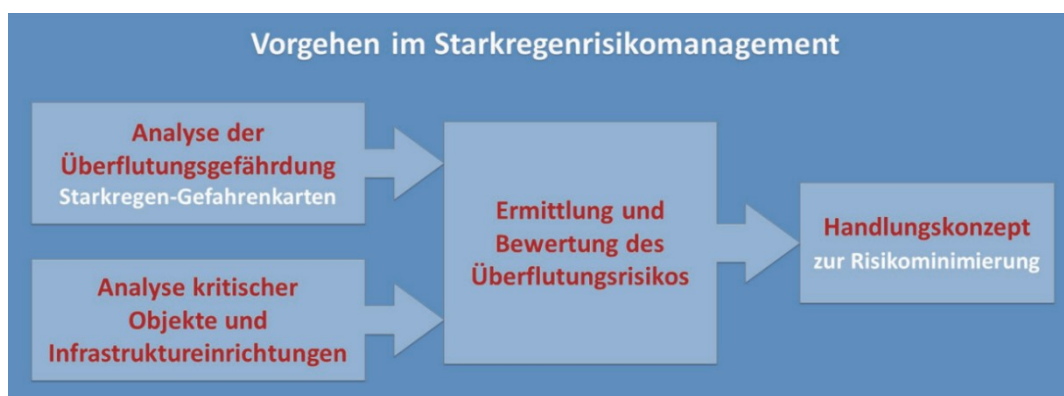 Vorgehen im Starkregenrisikomanagement
Analyse der
Überflutungsgefährdung
Starkregen-Gefahrenkarten
Analyse kritischer
Objekte und
Infrastruktureinrichtungen
Ermittlung und
Bewertung des
Überflutungsrisikos
Handlungskonzept
zur Risikominimierung